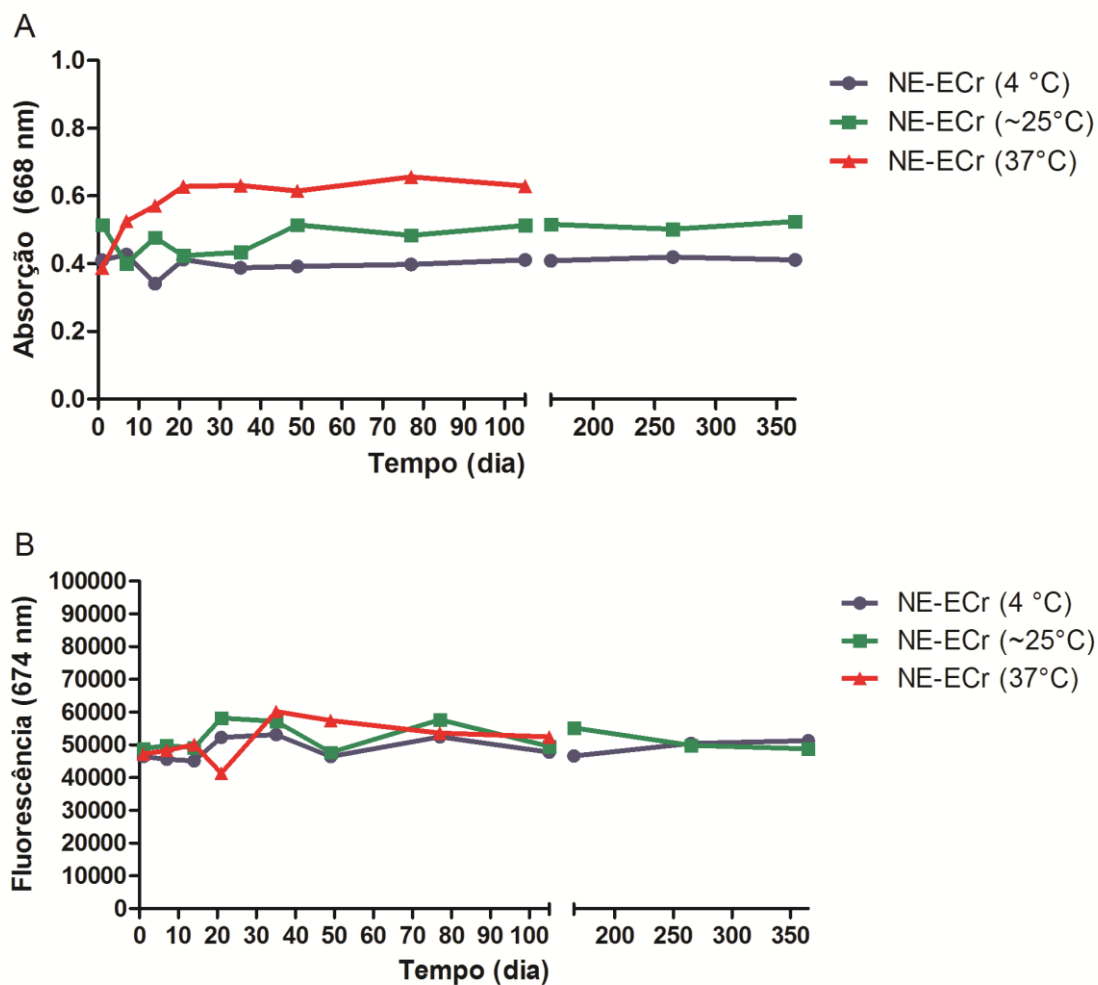 A
1.0
0.8
0.6
0.4
0.2
0.0
Absorção (668 nm)
0 10 20 30 40 50 60 70 80 90 100 200 250 300 350
Tempo (dia)
NE-ECr (4 °C)
NE-ECr (~25°C)
NE-ECr (37°C)
B
100000
90000
80000
70000
60000
50000
40000
30000
20000
10000
0
Fluorescência (674 nm)
0 10 20 30 40 50 60 70 80 90 100 200 250 300 350
Tempo (dia)
NE-ECr (4 °C)
NE-ECr (~25°C)
NE-ECr (37°C)